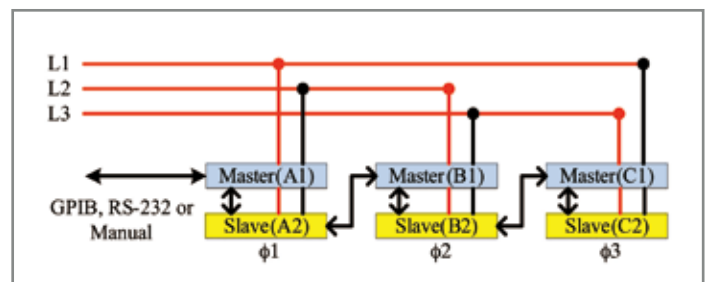 L1
L2
L3
Master(A1) Master(B1) Master(C1)
GPIB, RS-232 or
Manual
Slave(A2) Slave(B2) Slave(C2)
ϕ1 ϕ2 ϕ3